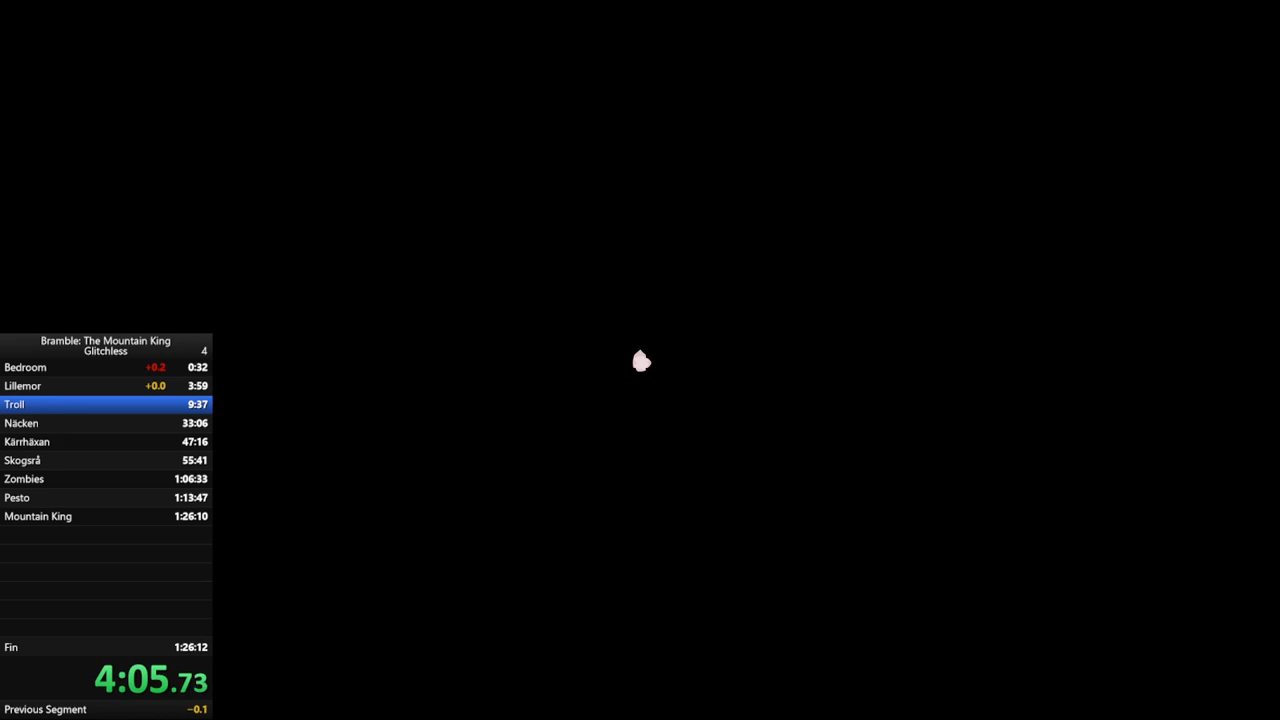 Bramble: The Mountain King
Glitchless 4
Bedroom +0.2 0:32
Lillemor +0.0 3:59
Troll 9:37
Näcken 33:06
Kärrhäxan 47:16
Skogsrå 55:41
Zombies 1:06:33
Pesto 1:13:47
Mountain King 1:26:10
Fin 1:26:12
4:05.73
Previous Segment −0.1